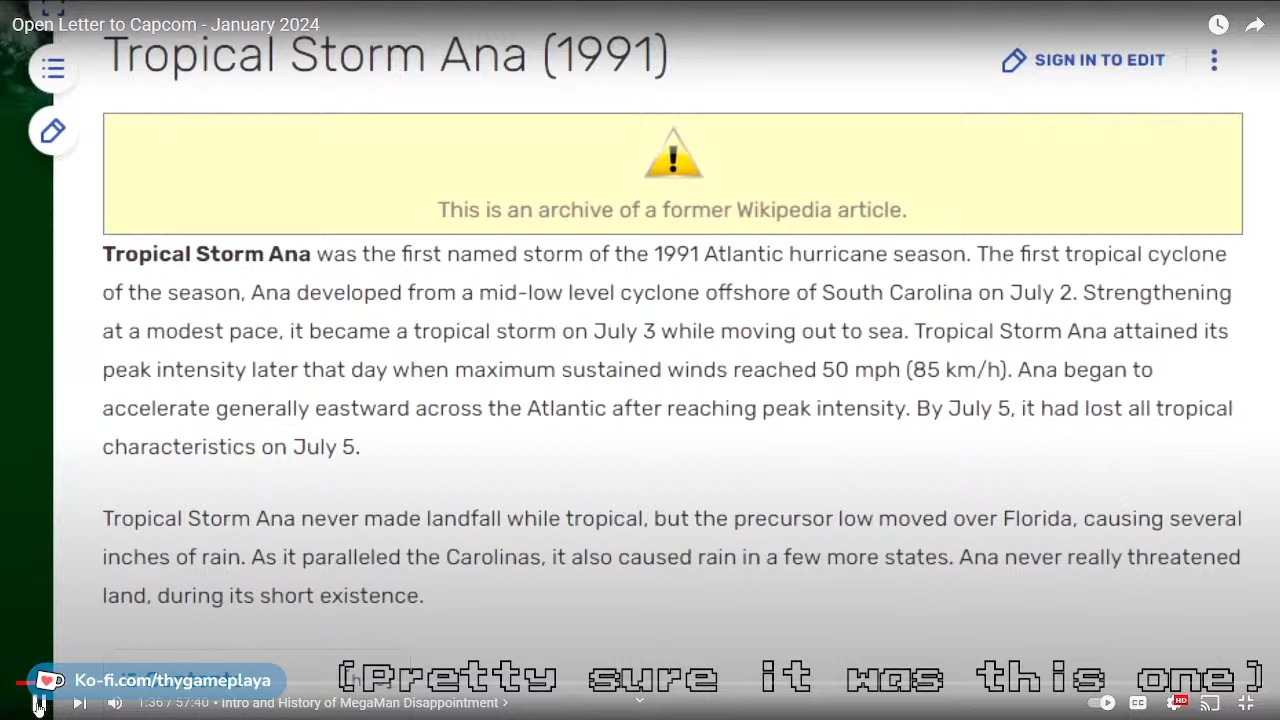 Open Letter to Capcom - January 2024
Tropical Storm Ana (1991)
SIGN IN TO EDIT
This is an archive of a former Wikipedia article.
Tropical Storm Ana was the first named storm of the 1991 Atlantic hurricane season. The first tropical cyclone
of the season, Ana developed from a mid-low level cyclone offshore of South Carolina on July 2. Strengthening
at a modest pace, it became a tropical storm on July 3 while moving out to sea. Tropical Storm Ana attained its
peak intensity later that day when maximum sustained winds reached 50 mph (85 km/h). Ana began to
accelerate generally eastward across the Atlantic after reaching peak intensity. By July 5, it had lost all tropical
characteristics on July 5.
Tropical Storm Ana never made landfall while tropical, but the precursor low moved over Florida, causing several
inches of rain. As it paralleled the Carolinas, it also caused rain in a few more states. Ana never really threatened
land, during its short existence.
Ko-fi.com/thygameplaya
(Pretty sure it was this one)
1:36 / 57:40 • Intro and History of MegaMan Disappointment >
CC
HD